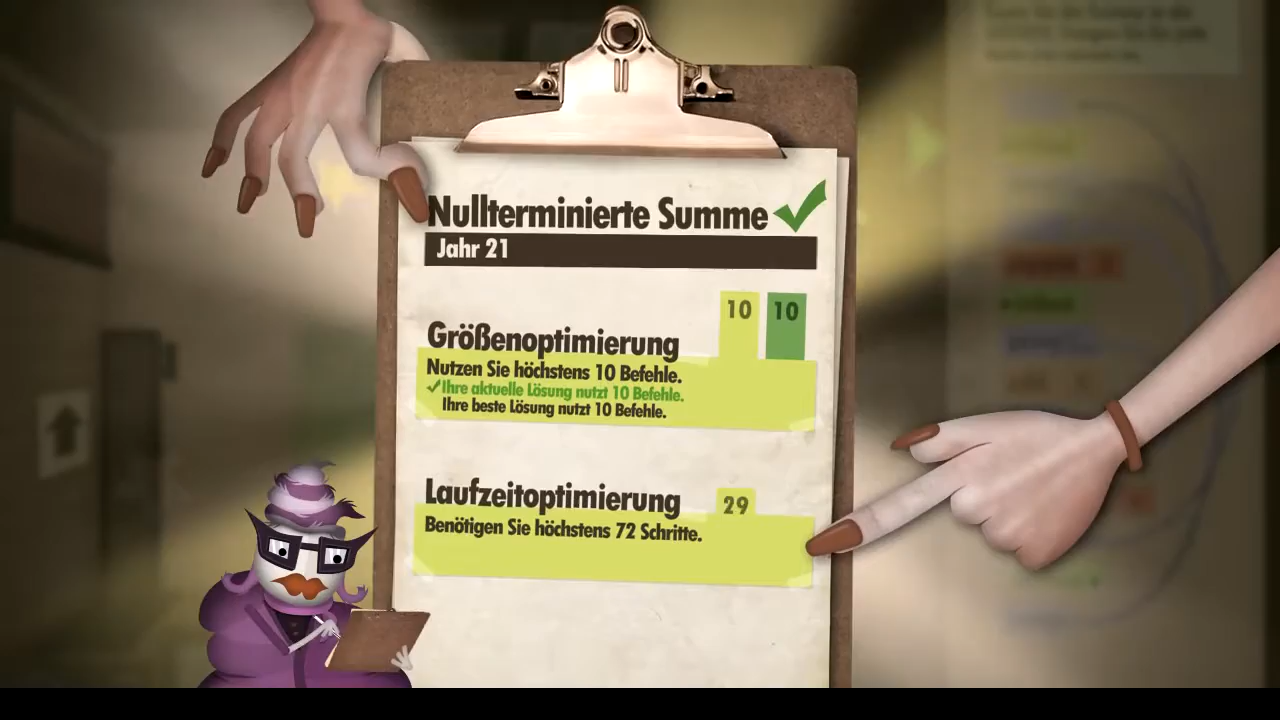 Nullterminierte Summe
Jahr 21
10 10
Größenoptimierung
Nutzen Sie höchstens 10 Befehle.
Ihre aktuelle Lösung nutzt 10 Befehle.
Ihre beste Lösung nutzt 10 Befehle.
Laufzeitoptimierung
29
Benötigen Sie höchstens 72 Schritte.